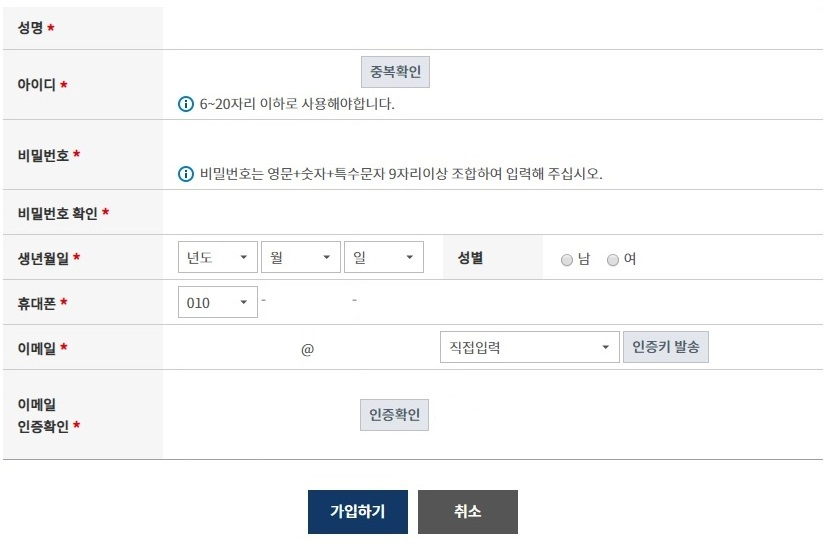 성명 *
아이디 *
중복확인
6~20자리 이하로 사용해야합니다.
비밀번호 *
비밀번호는 영문+숫자+특수문자 9자리이상 조합하여 입력해 주십시오.
비밀번호 확인 *
생년월일 * 년도 월 일 성별 남 여
휴대폰 * 010 - -
이메일 * @ 직접입력 인증키 발송
이메일
인증확인 *
인증확인
가입하기 취소